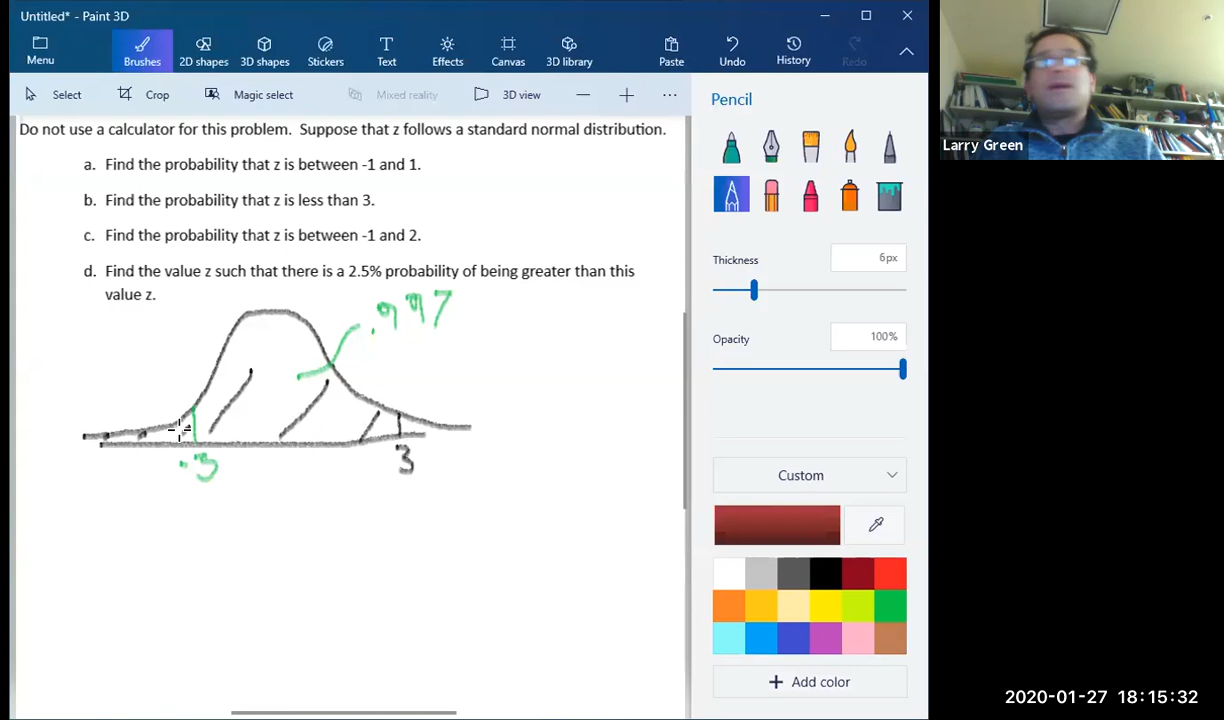 Untitled* - Paint 3D
Menu
Brushes
2D shapes
3D shapes
Stickers
Text
Effects
Canvas
3D library
Paste
Undo
History
Redo
Select
Crop
Magic select
Mixed reality
3D view
Pencil
Do not use a calculator for this problem. Suppose that z follows a standard normal distribution.
a. Find the probability that z is between -1 and 1.
b. Find the probability that z is less than 3.
c. Find the probability that z is between -1 and 2.
d. Find the value z such that there is a 2.5% probability of being greater than this
value z.
.997
-3
3
Thickness
6px
Opacity
100%
Custom
Add color
Larry Green
2020-01-27 18:15:32